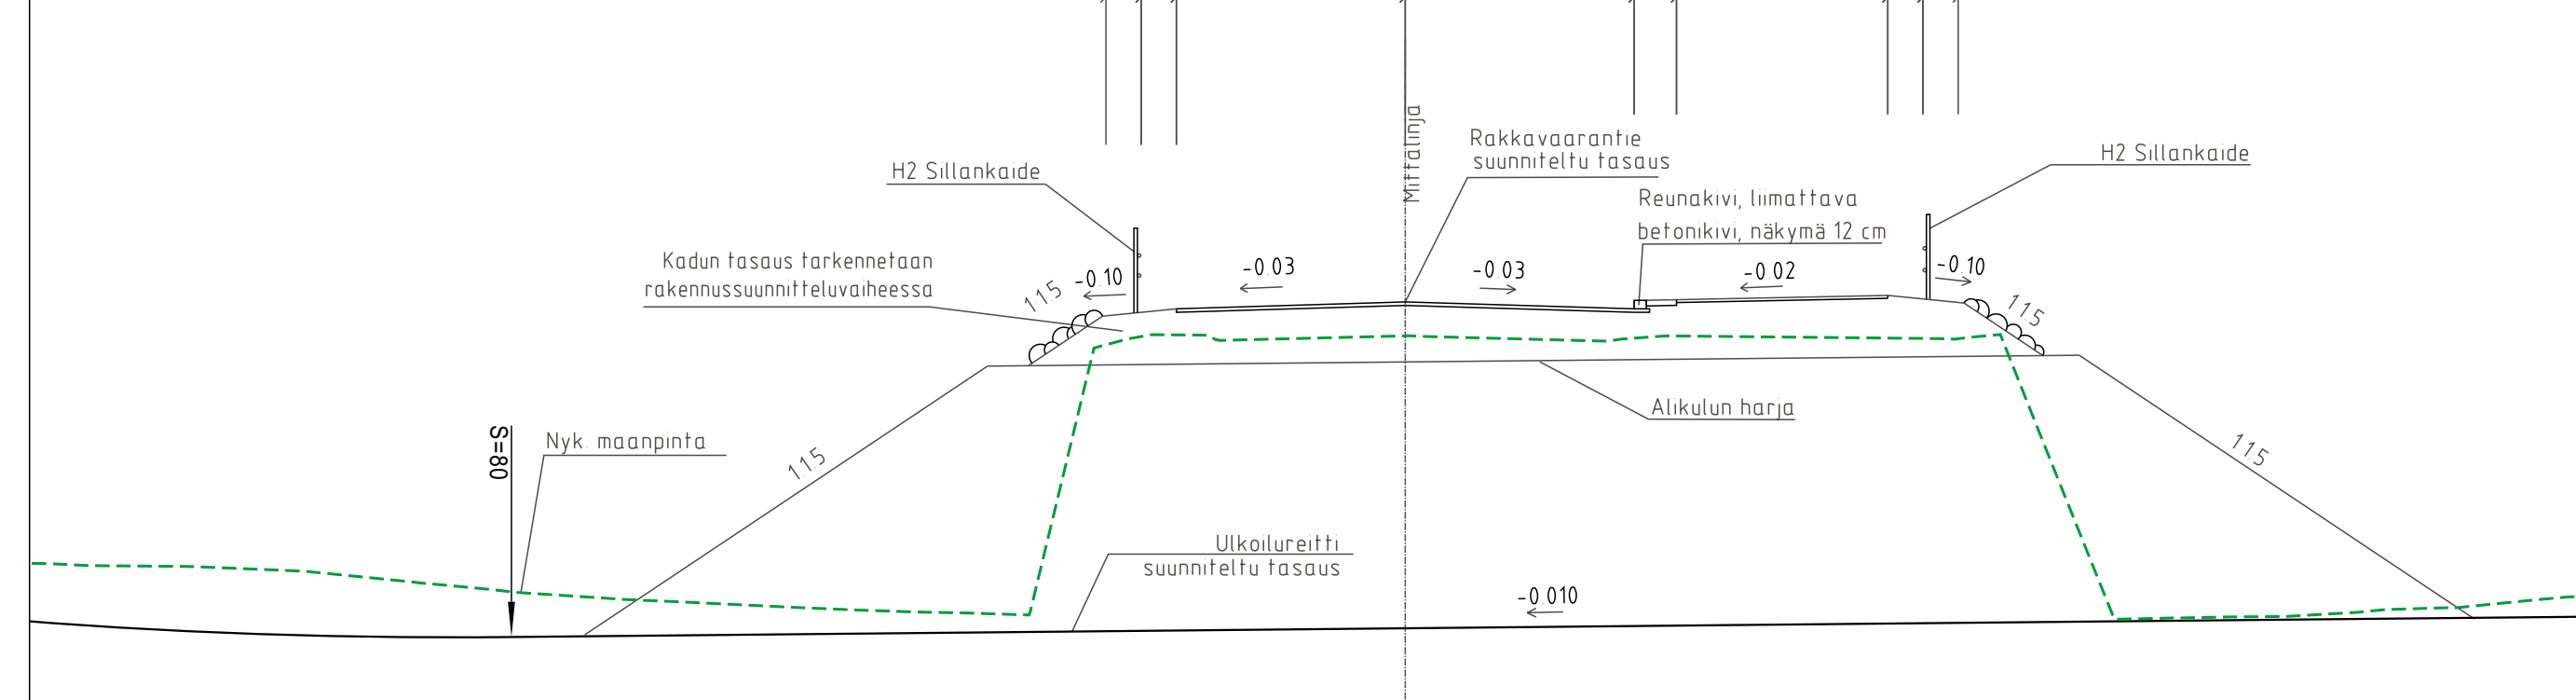 Mittalinja
Rakkavaarantie
suunniteltu tasaus
H2 Sillankaide
H2 Sillankaide
Reunakivi, liimattava
betonikivi, näkymä 12 cm
Kadun tasaus tarkennetaan
rakennussuunnitteluvaiheessa
1:1.5
-0.10
-0.03
-0.03
-0.02
-0.10
1:1.5
Alikulun harja
S=80
Nyk. maanpinta
1:1.5
1:1.5
Ulkoilureitti
suunniteltu tasaus
-0.010